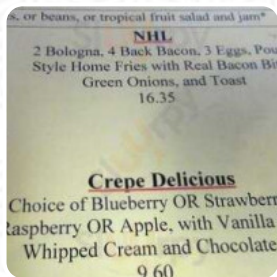 s, or beans, or tropical fruit salad and jam*
NHL
2 Bologna, 4 Back Bacon, 3 Eggs,
Style Home Fries with Real Bacon
Green Onions, and Toast
16.35
Crepe Delicious
Choice of Blueberry OR
OR Apple, with Vanilla
Whipped Cream and Chocolate
9.60